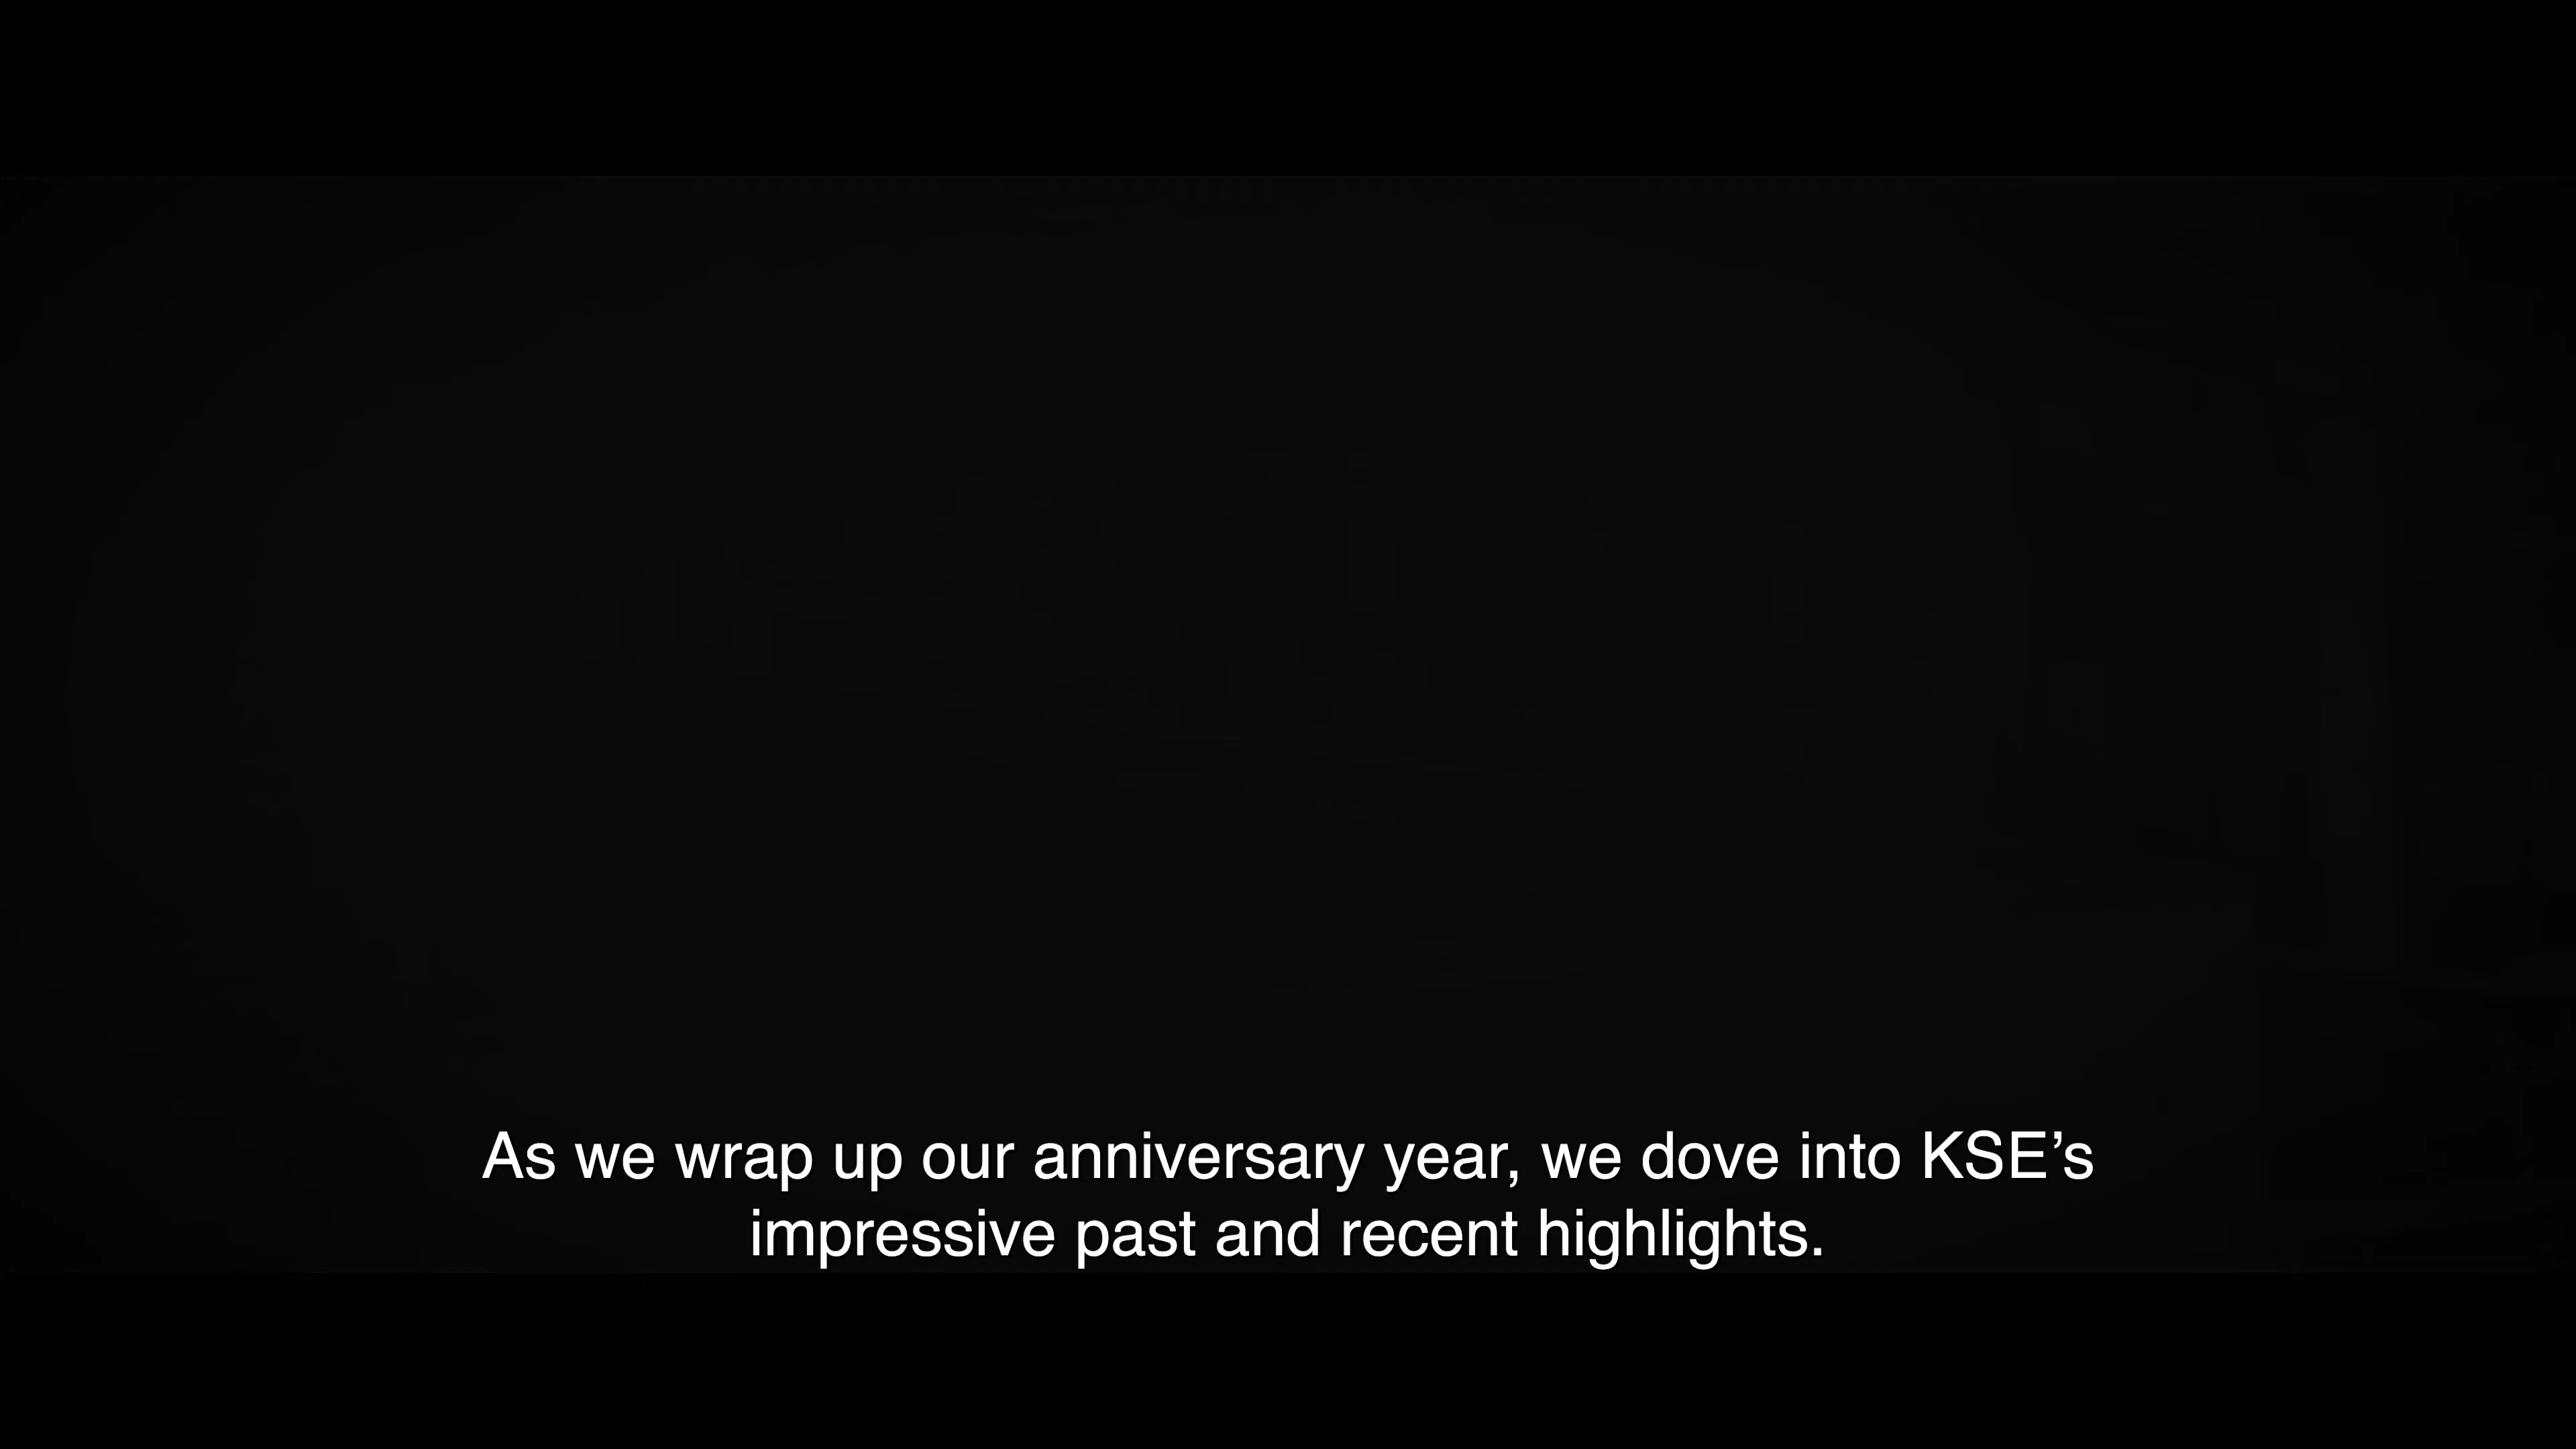 As we wrap up our anniversary year, we dove into KSE’s
impressive past and recent highlights.